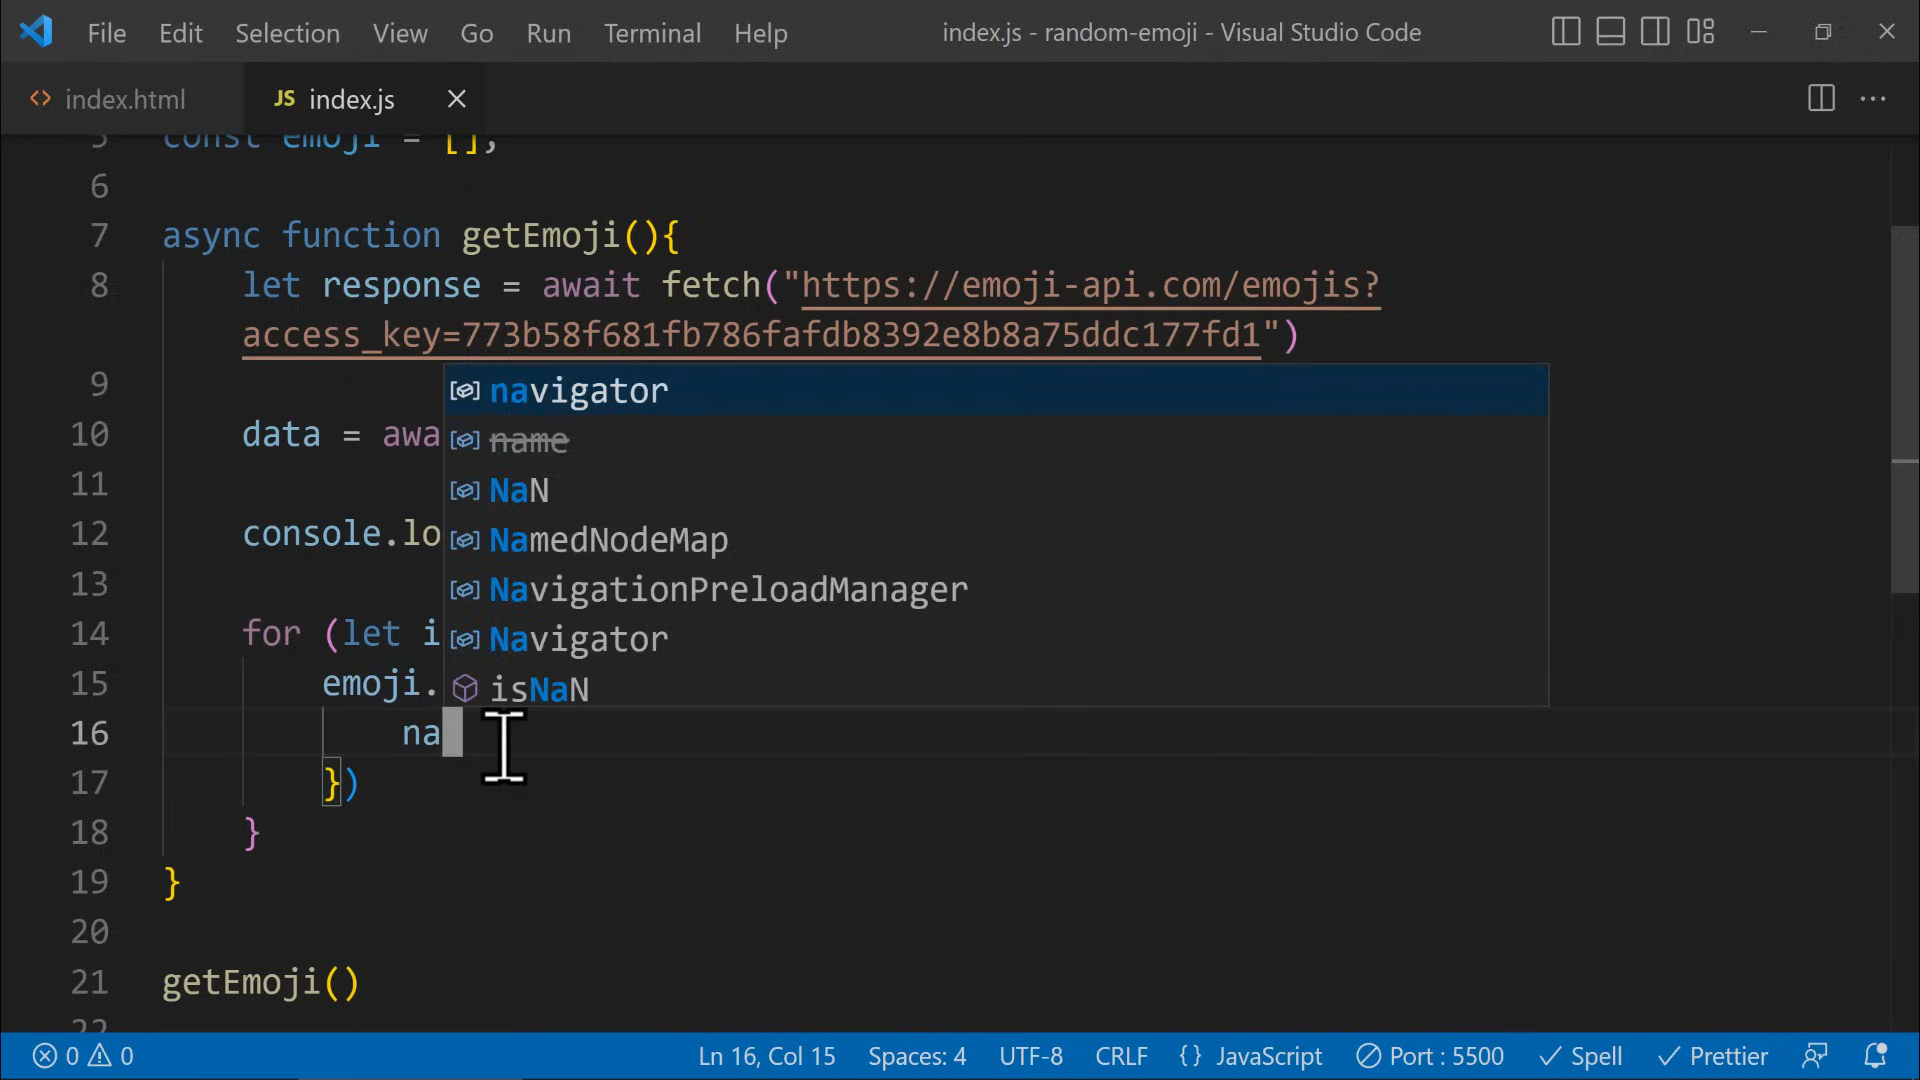 File Edit Selection View Go Run Terminal Help index.js - random-emoji - Visual Studio Code
index.html JS index.js
5 const emoji = [];
6
7 async function getEmoji(){
8 let response = await fetch("https://emoji-api.com/emojis?
access_key=773b58f681fb786fafdb8392e8b8a75ddc177fd1")
9 navigator
name
10 data = awa
11 NaN
12 console.lo NamedNodeMap
13 NavigationPreloadManager
14 for (let i Navigator
15 emoji. isNaN
16 na
17 })
18 }
19 }
20
21 getEmoji()
22
0 0 Ln 16, Col 15 Spaces: 4 UTF-8 CRLF {} JavaScript Port : 5500 Spell Prettier